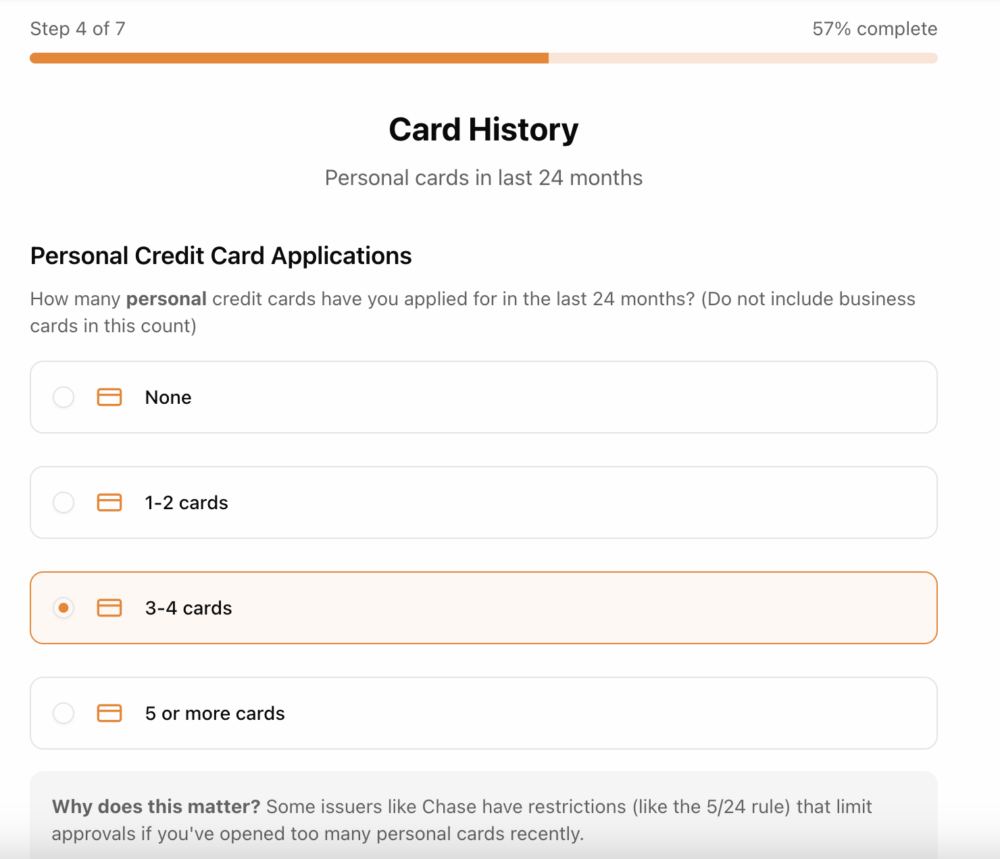 Step 4 of 7
57% complete
Card History
Personal cards in last 24 months
Personal Credit Card Applications
How many personal credit cards have you applied for in the last 24 months? (Do not include business
cards in this count)
None
1-2 cards
3-4 cards
5 or more cards
Why does this matter? Some issuers like Chase have restrictions (like the 5/24 rule) that limit
approvals if you've opened too many personal cards recently.